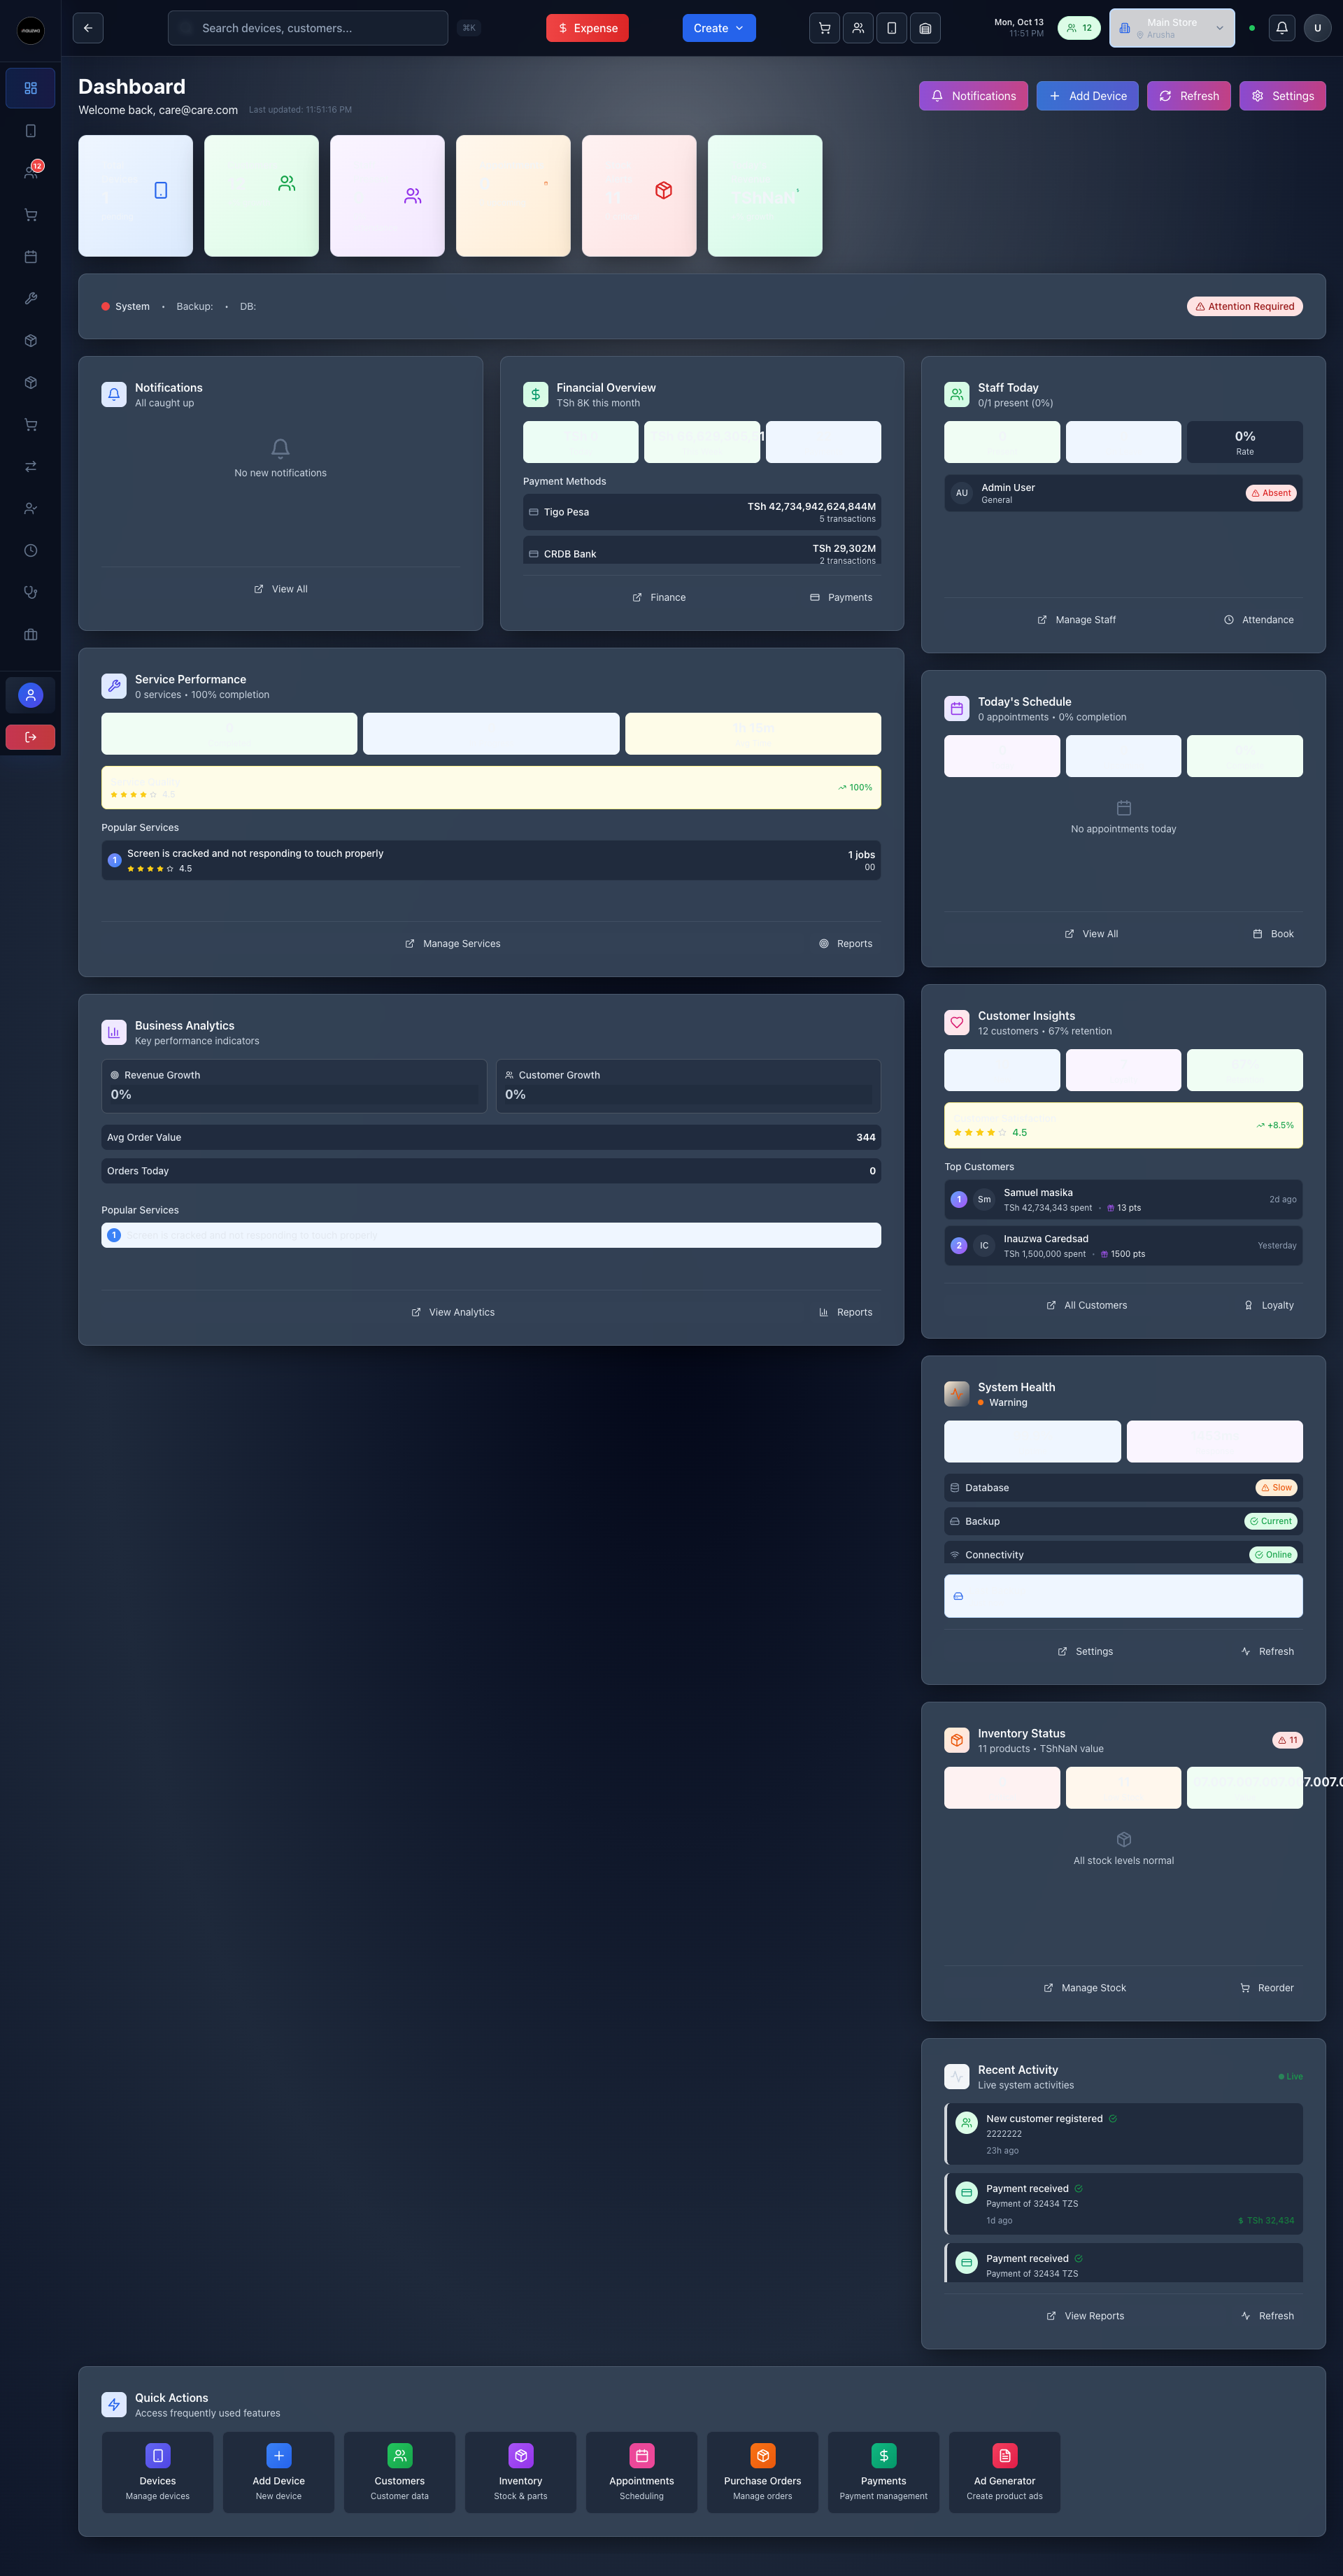 inauzwa
Search devices, customers...
⌘K
Expense
Create
Mon, Oct 13
11:51 PM
12
Main Store
Arusha
U
12
Dashboard
Welcome back, care@care.com
Last updated: 11:51:16 PM
Notifications
Add Device
Refresh
Settings
TShNaN
System • Backup: • DB:
Attention Required
Notifications
All caught up
No new notifications
View All
Financial Overview
TSh 8K this month
Payment Methods
Tigo Pesa
TSh 42,734,942,624,844M
5 transactions
CRDB Bank
TSh 29,302M
2 transactions
Finance
Payments
Staff Today
0/1 present (0%)
0%
Rate
AU
Admin User
General
Absent
Manage Staff
Attendance
Service Performance
0 services • 100% completion
1h 15m
4.5
100%
Popular Services
1
Screen is cracked and not responding to touch properly
4.5
1 jobs
00
Manage Services
Reports
Today's Schedule
0 appointments • 0% completion
No appointments today
View All
Book
Business Analytics
Key performance indicators
Revenue Growth
0%
Customer Growth
0%
Avg Order Value
344
Orders Today
0
Popular Services
1
Screen is cracked and not responding to touch properly
View Analytics
Reports
Customer Insights
12 customers • 67% retention
4.5
+8.5%
Top Customers
1
Sm
Samuel masika
TSh 42,734,343 spent • 13 pts
2d ago
2
IC
Inauzwa Caredsad
TSh 1,500,000 spent • 1500 pts
Yesterday
All Customers
Loyalty
System Health
Warning
Database
Slow
Backup
Current
Connectivity
Online
Settings
Refresh
Inventory Status
11 products • TShNaN value
11
All stock levels normal
Manage Stock
Reorder
Recent Activity
Live system activities
Live
New customer registered
2222222
23h ago
Payment received
Payment of 32434 TZS
1d ago
TSh 32,434
Payment received
Payment of 32434 TZS
View Reports
Refresh
Quick Actions
Access frequently used features
Devices
Manage devices
Add Device
New device
Customers
Customer data
Inventory
Stock & parts
Appointments
Scheduling
Purchase Orders
Manage orders
Payments
Payment management
Ad Generator
Create product ads